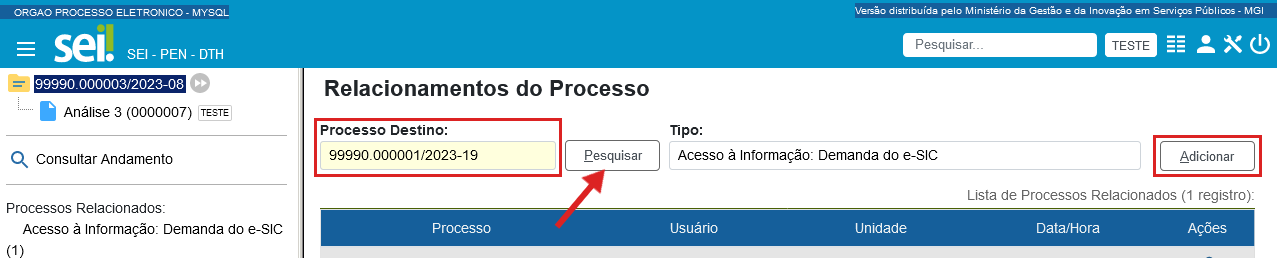 ORGAO PROCESSO ELETRONICO - MYSQL
Versão distribuída pelo Ministério da Gestão e da Inovação em Serviços Públicos - MGI
sei!
SEI - PEN - DTH
Pesquisar...
TESTE
99990.000003/2023-08
Análise 3 (0000007)
TESTE
Consultar Andamento
Processos Relacionados:
Acesso à Informação: Demanda do e-SIC
(1)
Relacionamentos do Processo
Processo Destino:
99990.000001/2023-19
Pesquisar
Tipo:
Acesso à Informação: Demanda do e-SIC
Adicionar
Lista de Processos Relacionados (1 registro):
Processo Usuário Unidade Data/Hora Ações